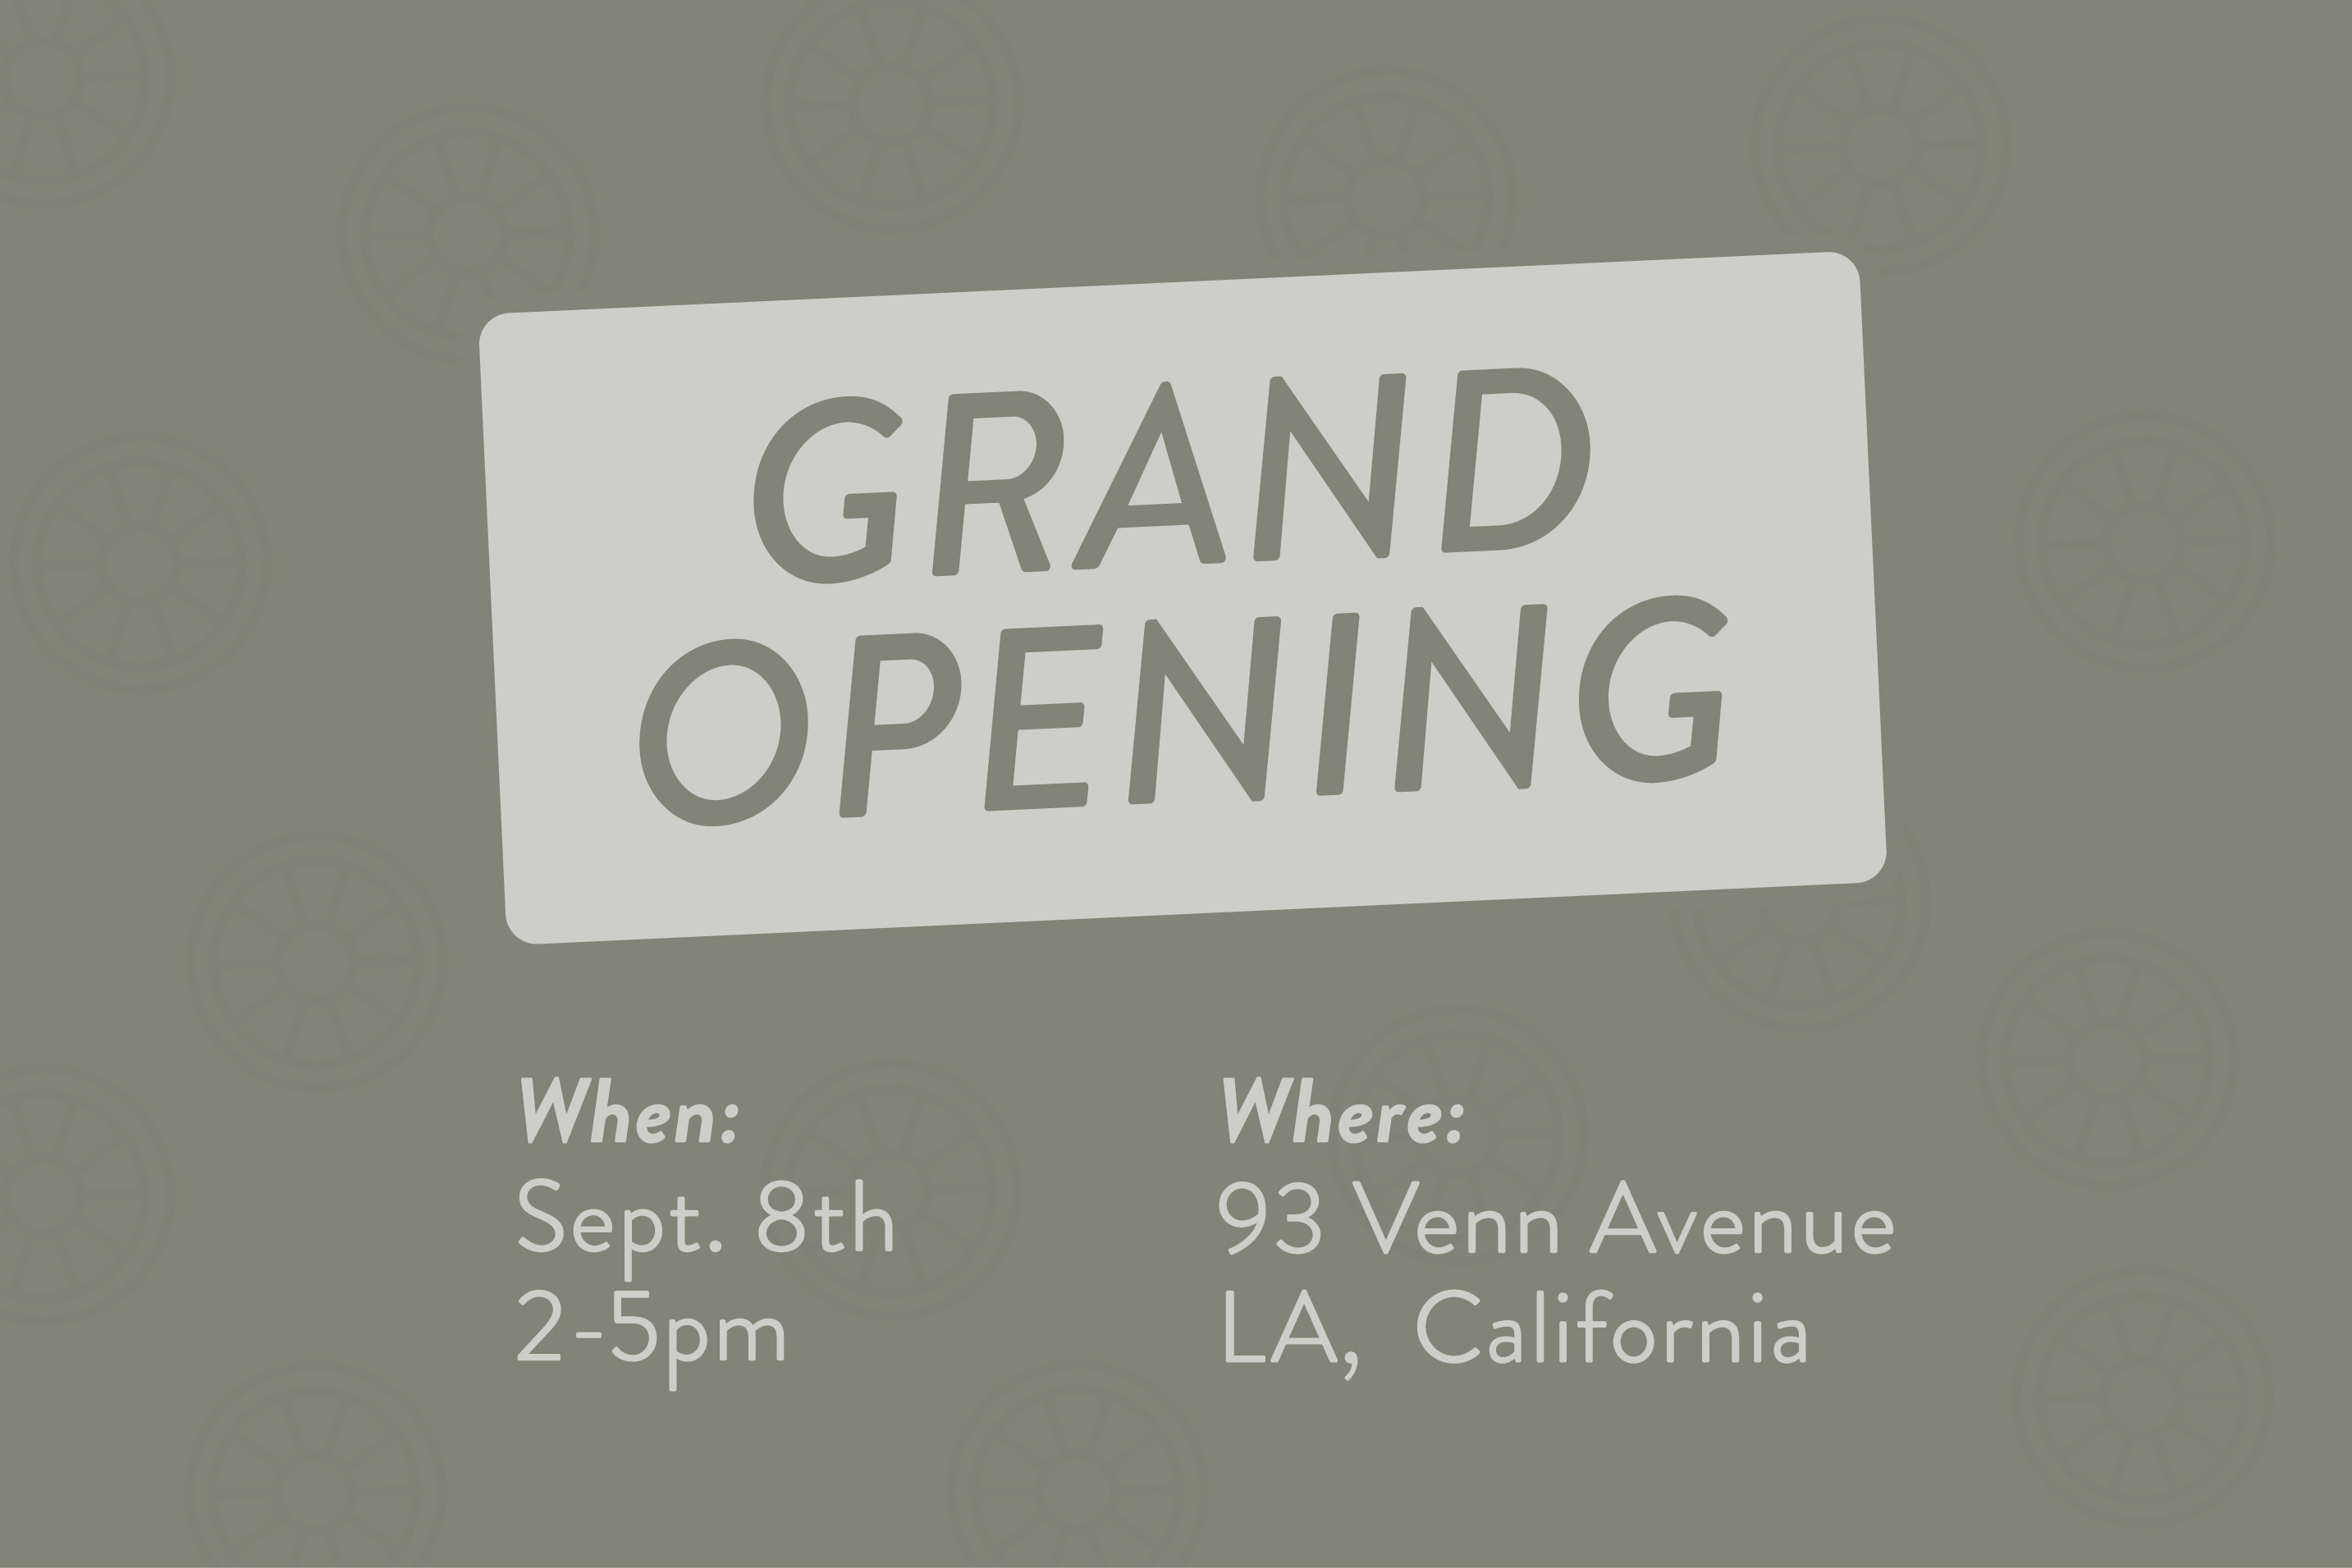 GRAND
OPENING
When:
Sept. 8th
2-5pm
Where:
93 Venn Avenue
LA, California